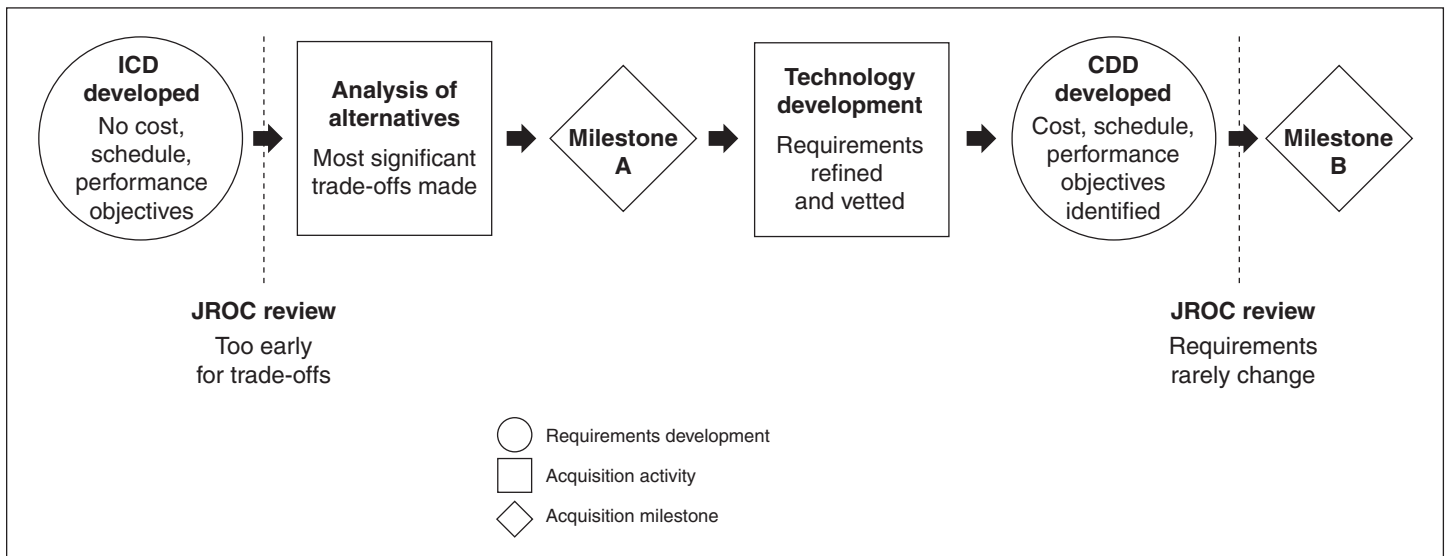 ICD
developed
No cost,
schedule,
performance
objectives
Analysis of
alternatives
Most significant
trade-offs made
Milestone
A
Technology
development
Requirements
refined
and vetted
CDD
developed
Cost, schedule,
performance
objectives
identified
Milestone
B
JROC review
Too early
for trade-offs
JROC review
Requirements
rarely change
Requirements development
Acquisition activity
Acquisition milestone